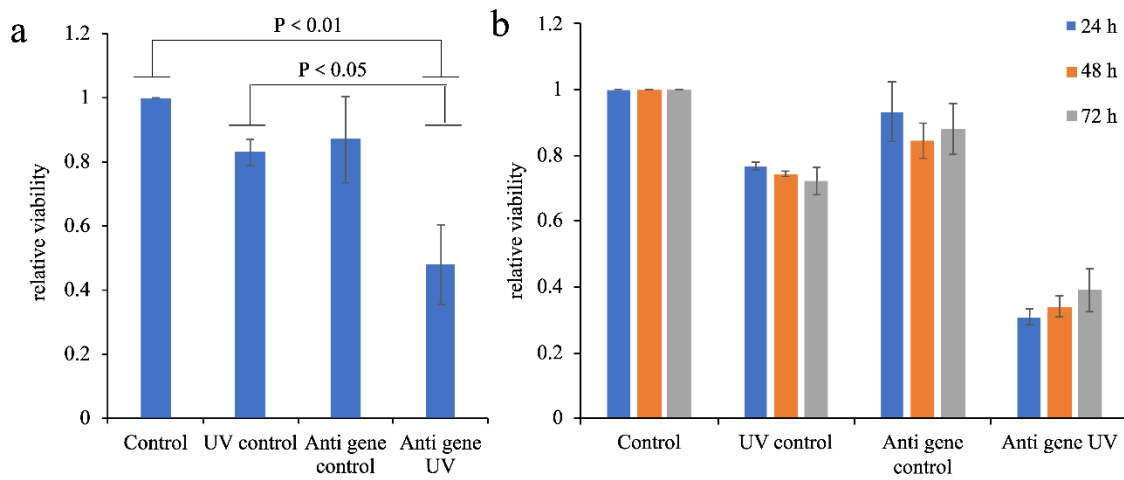 a
1.2
1
0.8
0.6
0.4
0.2
0
relative viability
P < 0.01
P < 0.05
Control
UV control
Anti gene
control
Anti gene
UV
b
1.2
1
0.8
0.6
0.4
0.2
0
relative viability
24 h
48 h
72 h
Control
UV control
Anti gene
control
Anti gene UV